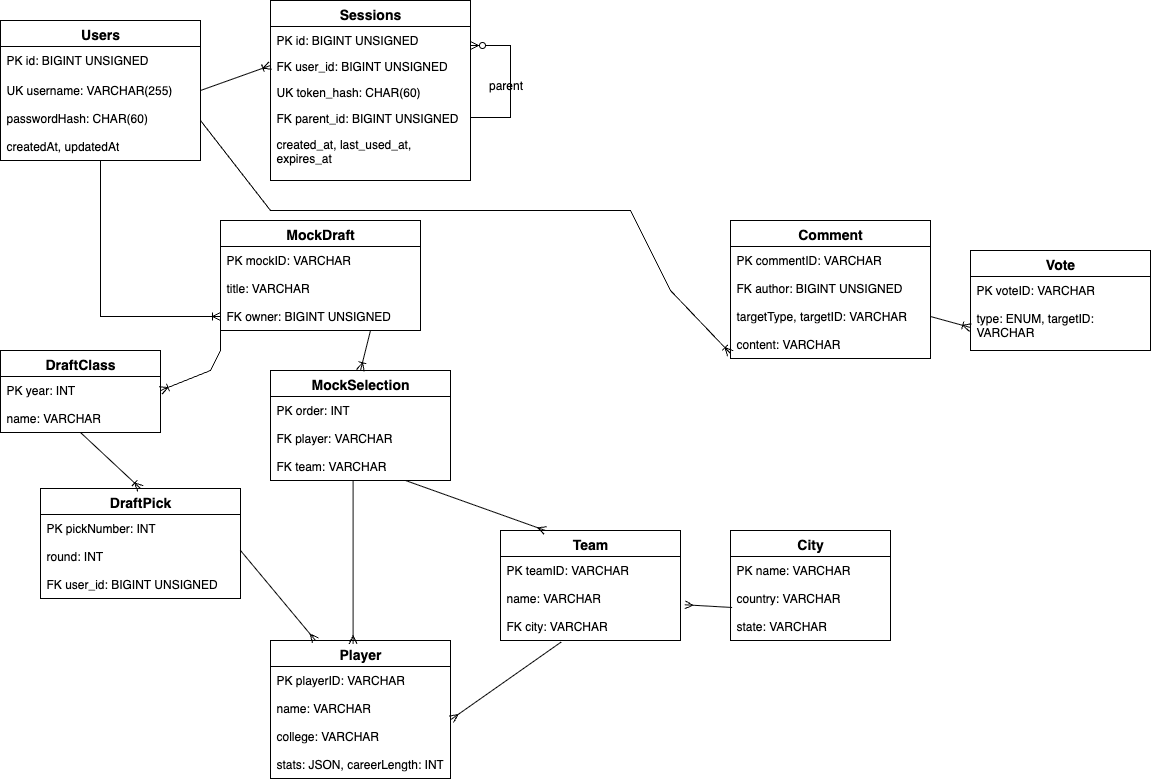 Users
PK id: BIGINT UNSIGNED
UK username: VARCHAR(255)
passwordHash: CHAR(60)
createdAt, updatedAt
Sessions
PK id: BIGINT UNSIGNED
FK user_id: BIGINT UNSIGNED
UK token_hash: CHAR(60)
FK parent_id: BIGINT UNSIGNED
created_at, last_used_at,
expires_at
parent
MockDraft
PK mockID: VARCHAR
title: VARCHAR
FK owner: BIGINT UNSIGNED
Comment
PK commentID: VARCHAR
FK author: BIGINT UNSIGNED
targetType, targetID: VARCHAR
content: VARCHAR
Vote
PK voteID: VARCHAR
type: ENUM, targetID:
VARCHAR
DraftClass
PK year: INT
name: VARCHAR
MockSelection
PK order: INT
FK player: VARCHAR
FK team: VARCHAR
DraftPick
PK pickNumber: INT
round: INT
FK user_id: BIGINT UNSIGNED
Team
PK teamID: VARCHAR
name: VARCHAR
FK city: VARCHAR
City
PK name: VARCHAR
country: VARCHAR
state: VARCHAR
Player
PK playerID: VARCHAR
name: VARCHAR
college: VARCHAR
stats: JSON, careerLength: INT